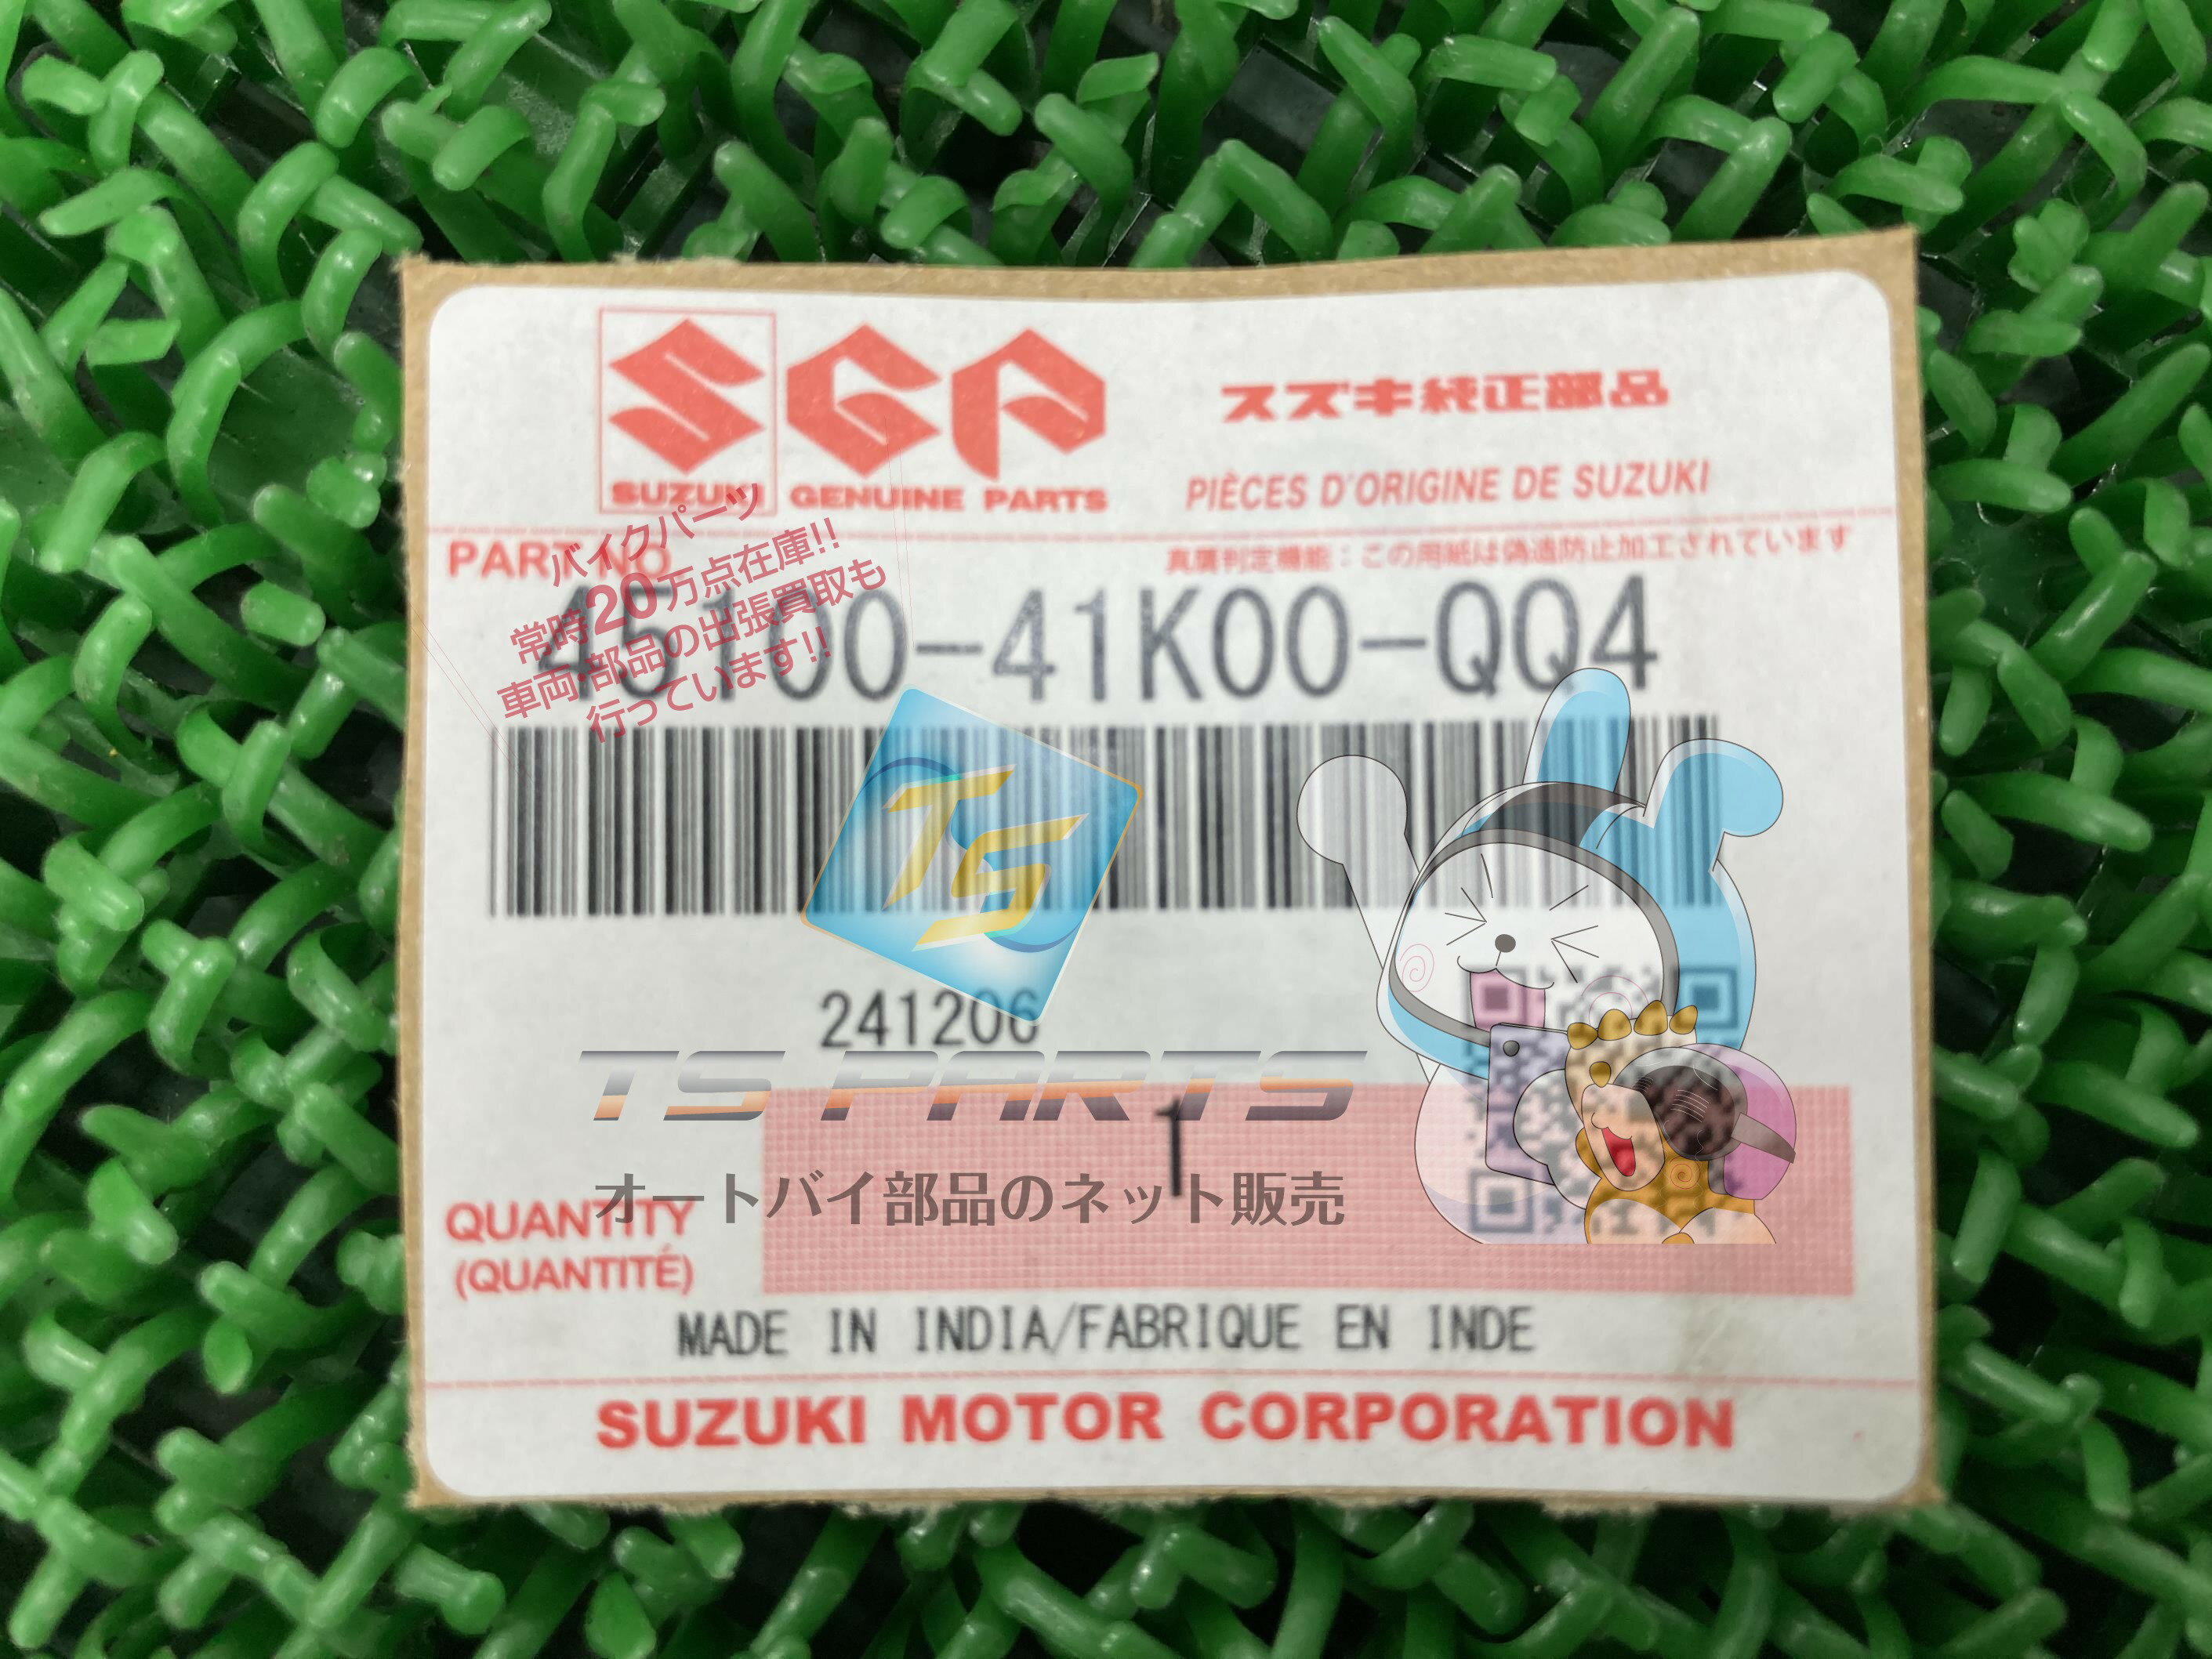 SUZUKI GENUINE PARTS
スズキ純正部品
PIÈCES D'ORIGINE DE SUZUKI
PART NO.
真贋判定機能：この用紙は偽造防止加工されています
バイクパーツ
常時20万点在庫!!
車両・部品の出張買取も
行っています!!
45100-41K00-QQ4
TS
241206
TS PARTS
1
オートバイ部品のネット販売
QUANTITY
(QUANTITÉ)
MADE IN INDIA/FABRIQUE EN INDE
SUZUKI MOTOR CORPORATION